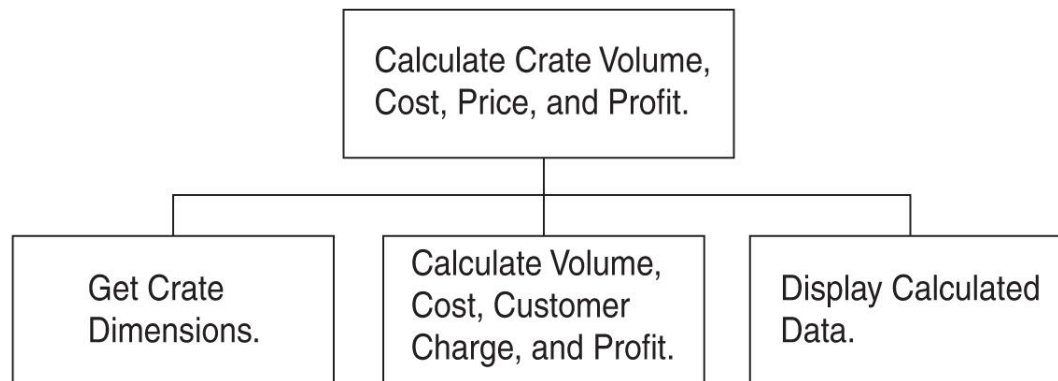 Calculate Crate Volume,
Cost, Price, and Profit.
Get Crate
Dimensions.
Calculate Volume,
Cost, Customer
Charge, and Profit.
Display Calculated
Data.